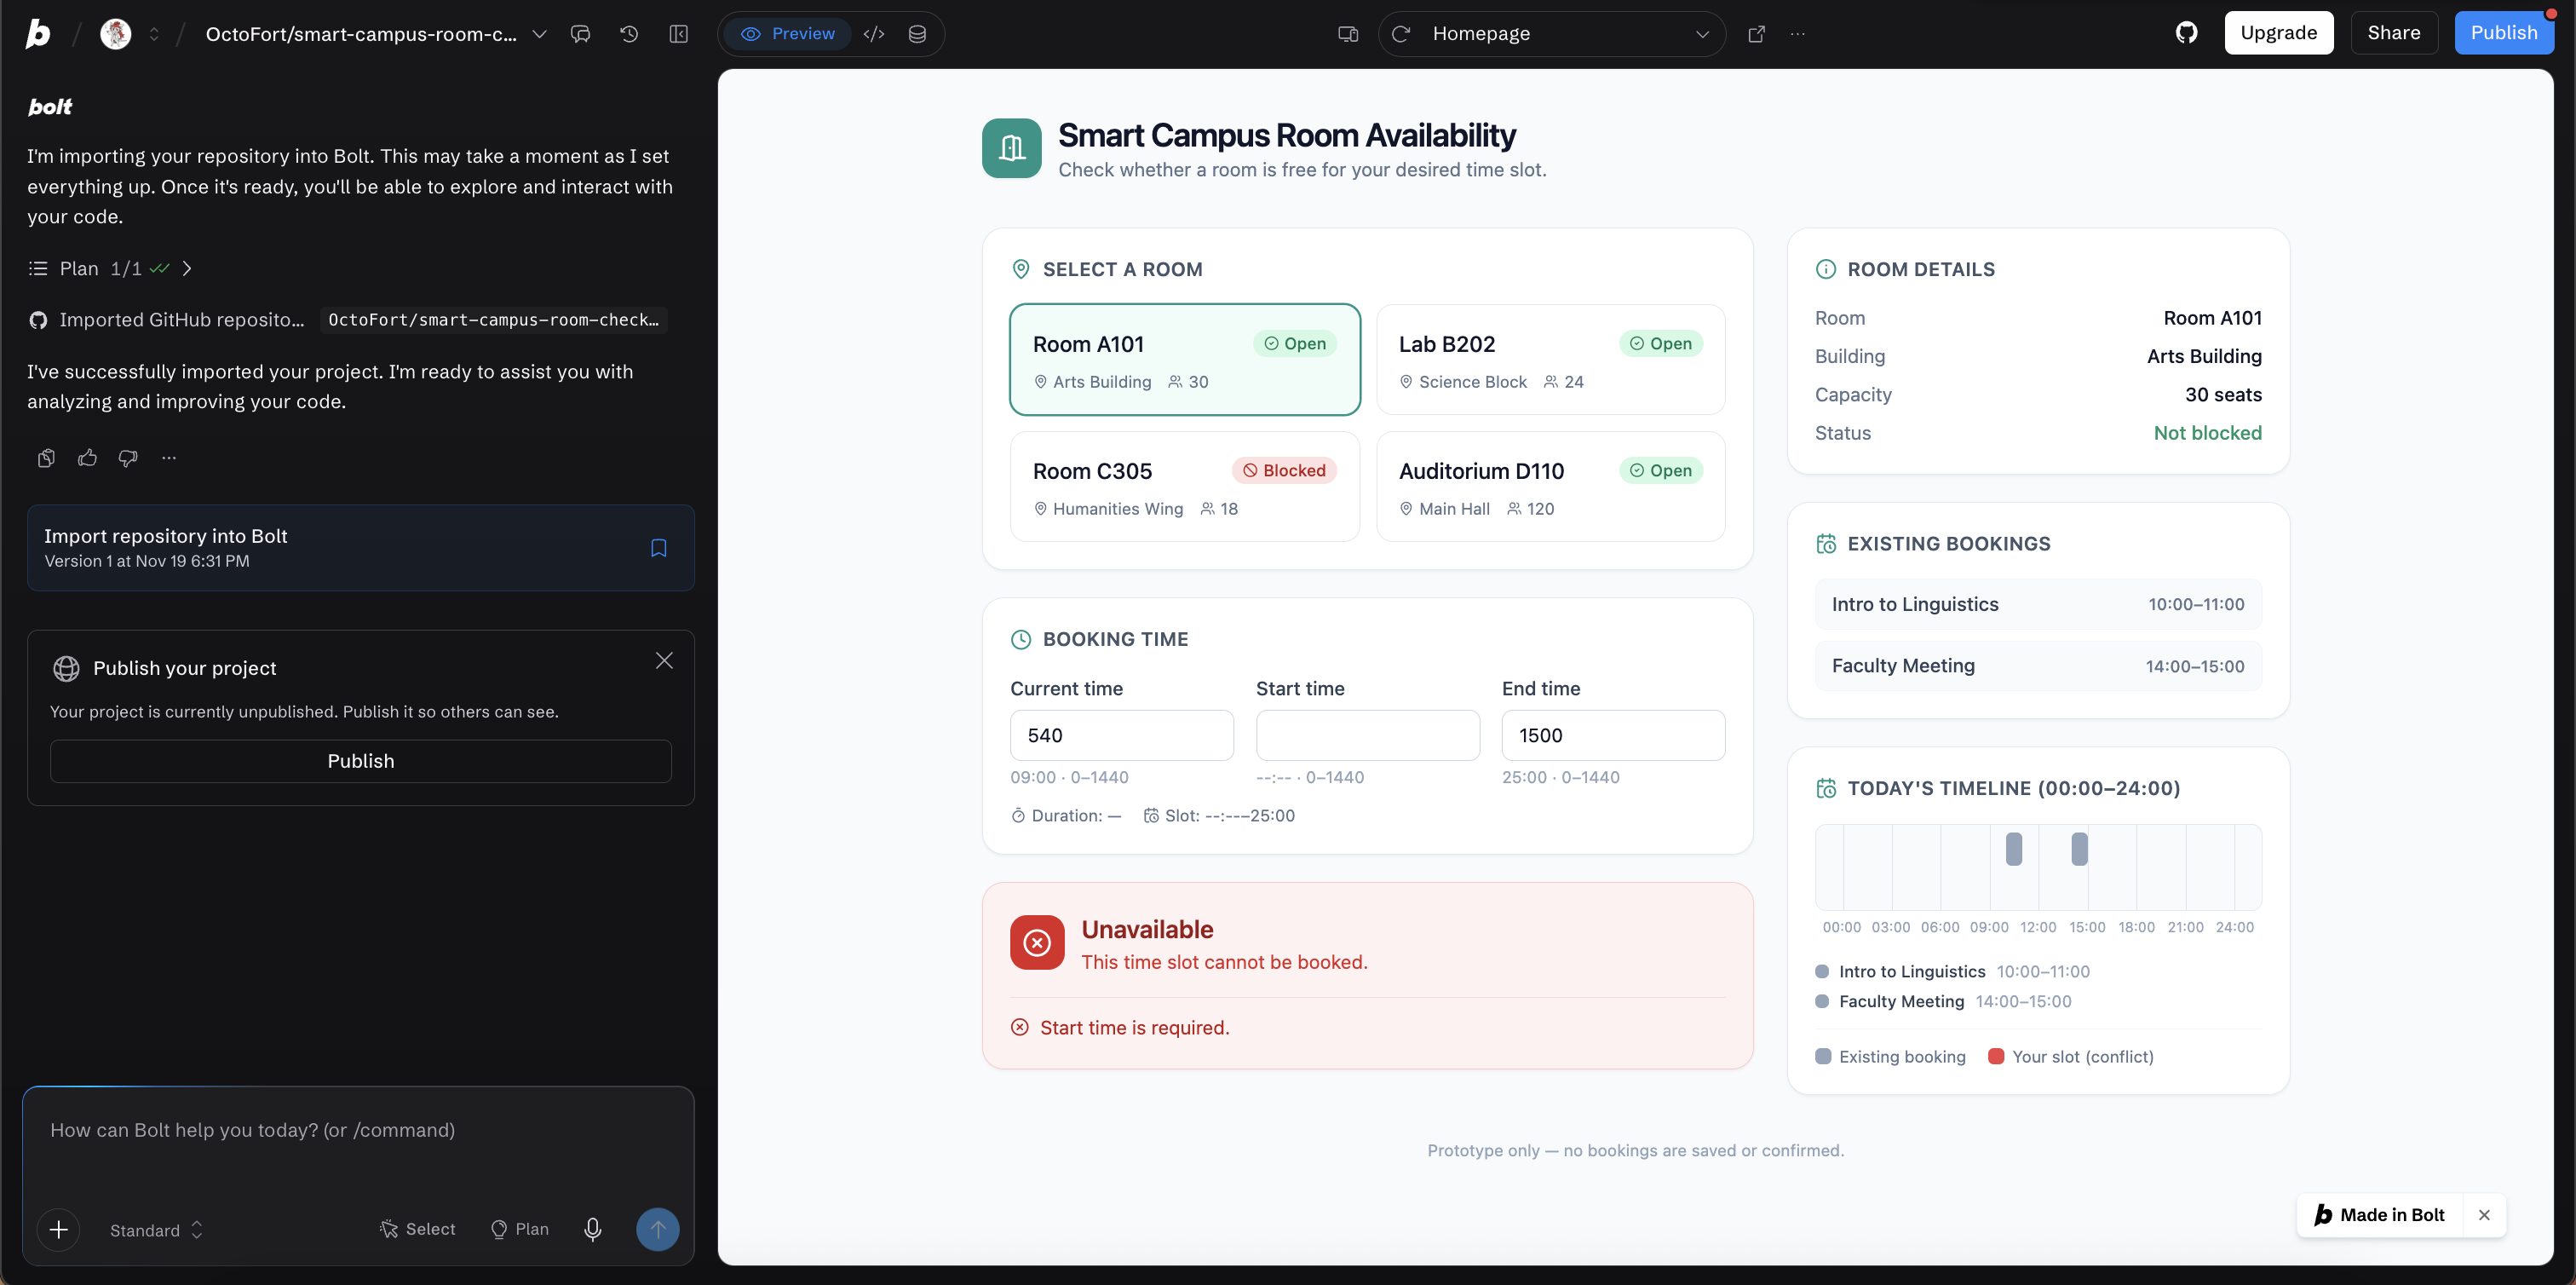 OctoFort/smart-campus-room-c...
Preview
Homepage
Upgrade
Share
Publish
bolt
I'm importing your repository into Bolt. This may take a moment as I set
everything up. Once it's ready, you'll be able to explore and interact with
your code.
Plan 1/1
Imported GitHub reposito... OctoFort/smart-campus-room-check…
I've successfully imported your project. I'm ready to assist you with
analyzing and improving your code.
Import repository into Bolt
Version 1 at Nov 19 6:31 PM
Publish your project
Your project is currently unpublished. Publish it so others can see.
Publish
How can Bolt help you today? (or /command)
Standard
Select
Plan
Smart Campus Room Availability
Check whether a room is free for your desired time slot.
SELECT A ROOM
Room A101 Open
Arts Building 30
Lab B202 Open
Science Block 24
Room C305 Blocked
Humanities Wing 18
Auditorium D110 Open
Main Hall 120
BOOKING TIME
Current time
540
09:00 · 0–1440
Start time
--:-- · 0–1440
End time
1500
25:00 · 0–1440
Duration: — Slot: --:--–25:00
Unavailable
This time slot cannot be booked.
Start time is required.
ROOM DETAILS
Room Room A101
Building Arts Building
Capacity 30 seats
Status Not blocked
EXISTING BOOKINGS
Intro to Linguistics 10:00–11:00
Faculty Meeting 14:00–15:00
TODAY'S TIMELINE (00:00–24:00)
00:00 03:00 06:00 09:00 12:00 15:00 18:00 21:00 24:00
Intro to Linguistics 10:00–11:00
Faculty Meeting 14:00–15:00
Existing booking Your slot (conflict)
Prototype only — no bookings are saved or confirmed.
b Made in Bolt